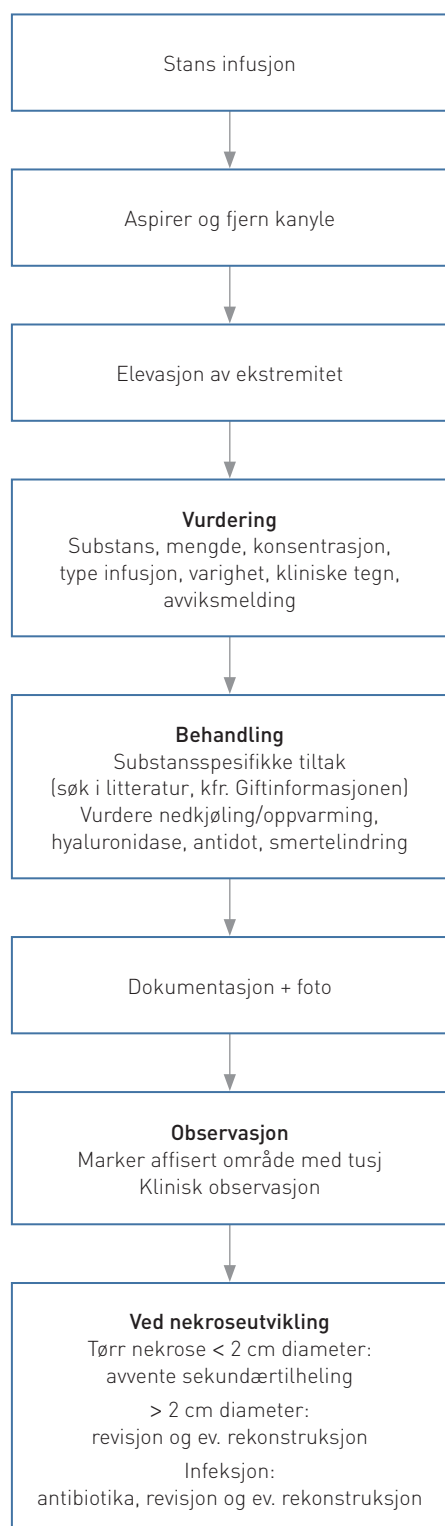 Stans infusjon
Aspirer og fjern kanyle
Elevasjon av ekstremitet
Vurdering
Substans, mengde, konsentrasjon,
type infusjon, varighet, kliniske tegn,
avviksmelding
Behandling
Substansspesifikke tiltak
(søk i litteratur, kfr. Giftinformasjonen)
Vurdere nedkjøling/oppvarming,
hyaluronidase, antidot, smertelindring
Dokumentasjon + foto
Observasjon
Marker affisert område med tusj
Klinisk observasjon
Ved nekroseutvikling
Tørr nekrose < 2 cm diameter:
avvente sekundærtilheling
> 2 cm diameter:
revisjon og ev. rekonstruksjon
Infeksjon:
antibiotika, revisjon og ev. rekonstruksjon